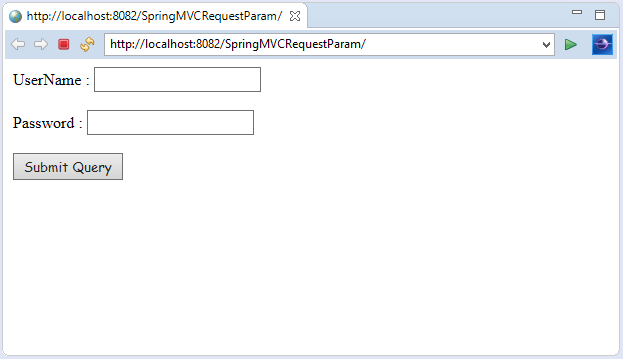 http://localhost:8082/SpringMVCRequestParam/
http://localhost:8082/SpringMVCRequestParam/
UserName :
Password :
Submit Query